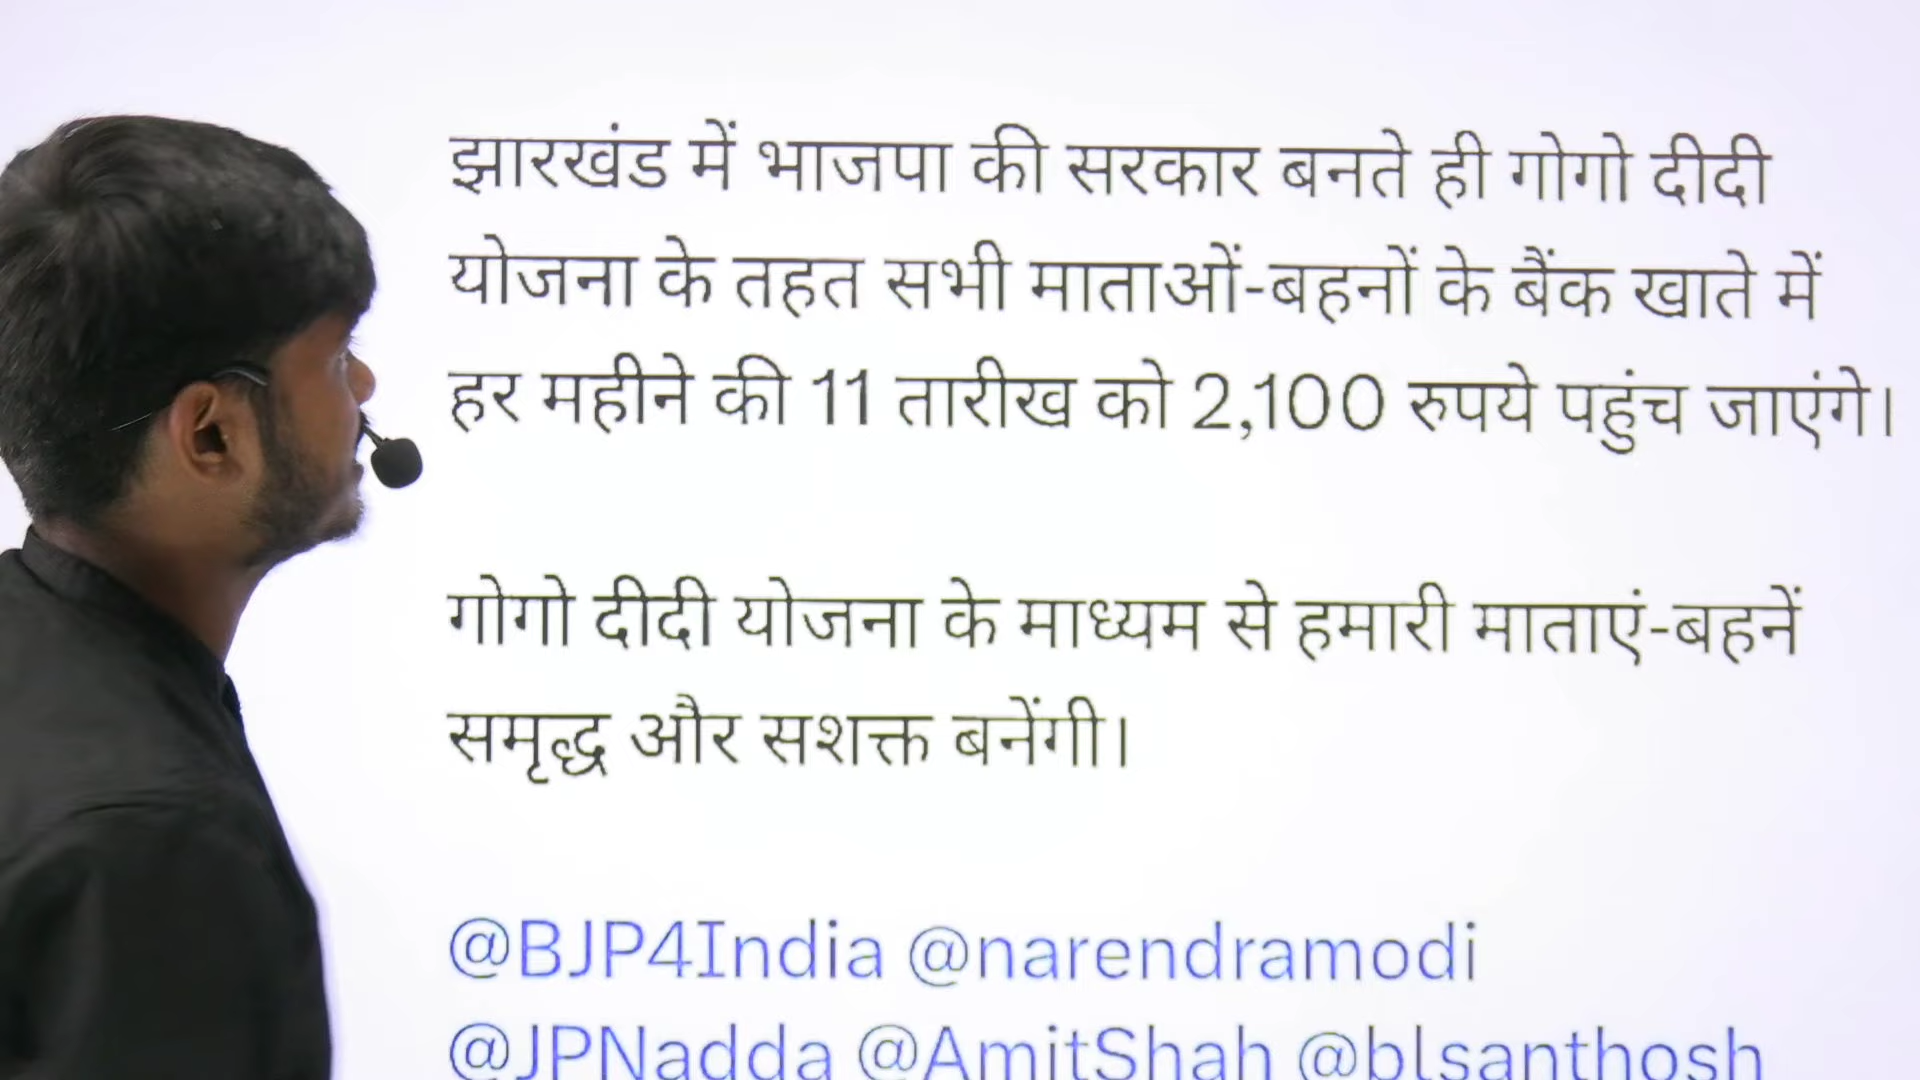 झारखंड में भाजपा की सरकार बनते ही गोगो दीदी
योजना के तहत सभी माताओं-बहनों के बैंक खाते में
हर महीने की 11 तारीख को 2,100 रुपये पहुंच जाएंगे।
गोगो दीदी योजना के माध्यम से हमारी माताएं-बहनें
समृद्ध और सशक्त बनेंगी।
@BJP4India @narendramodi
@JPNadda @AmitShah @blsanthosh